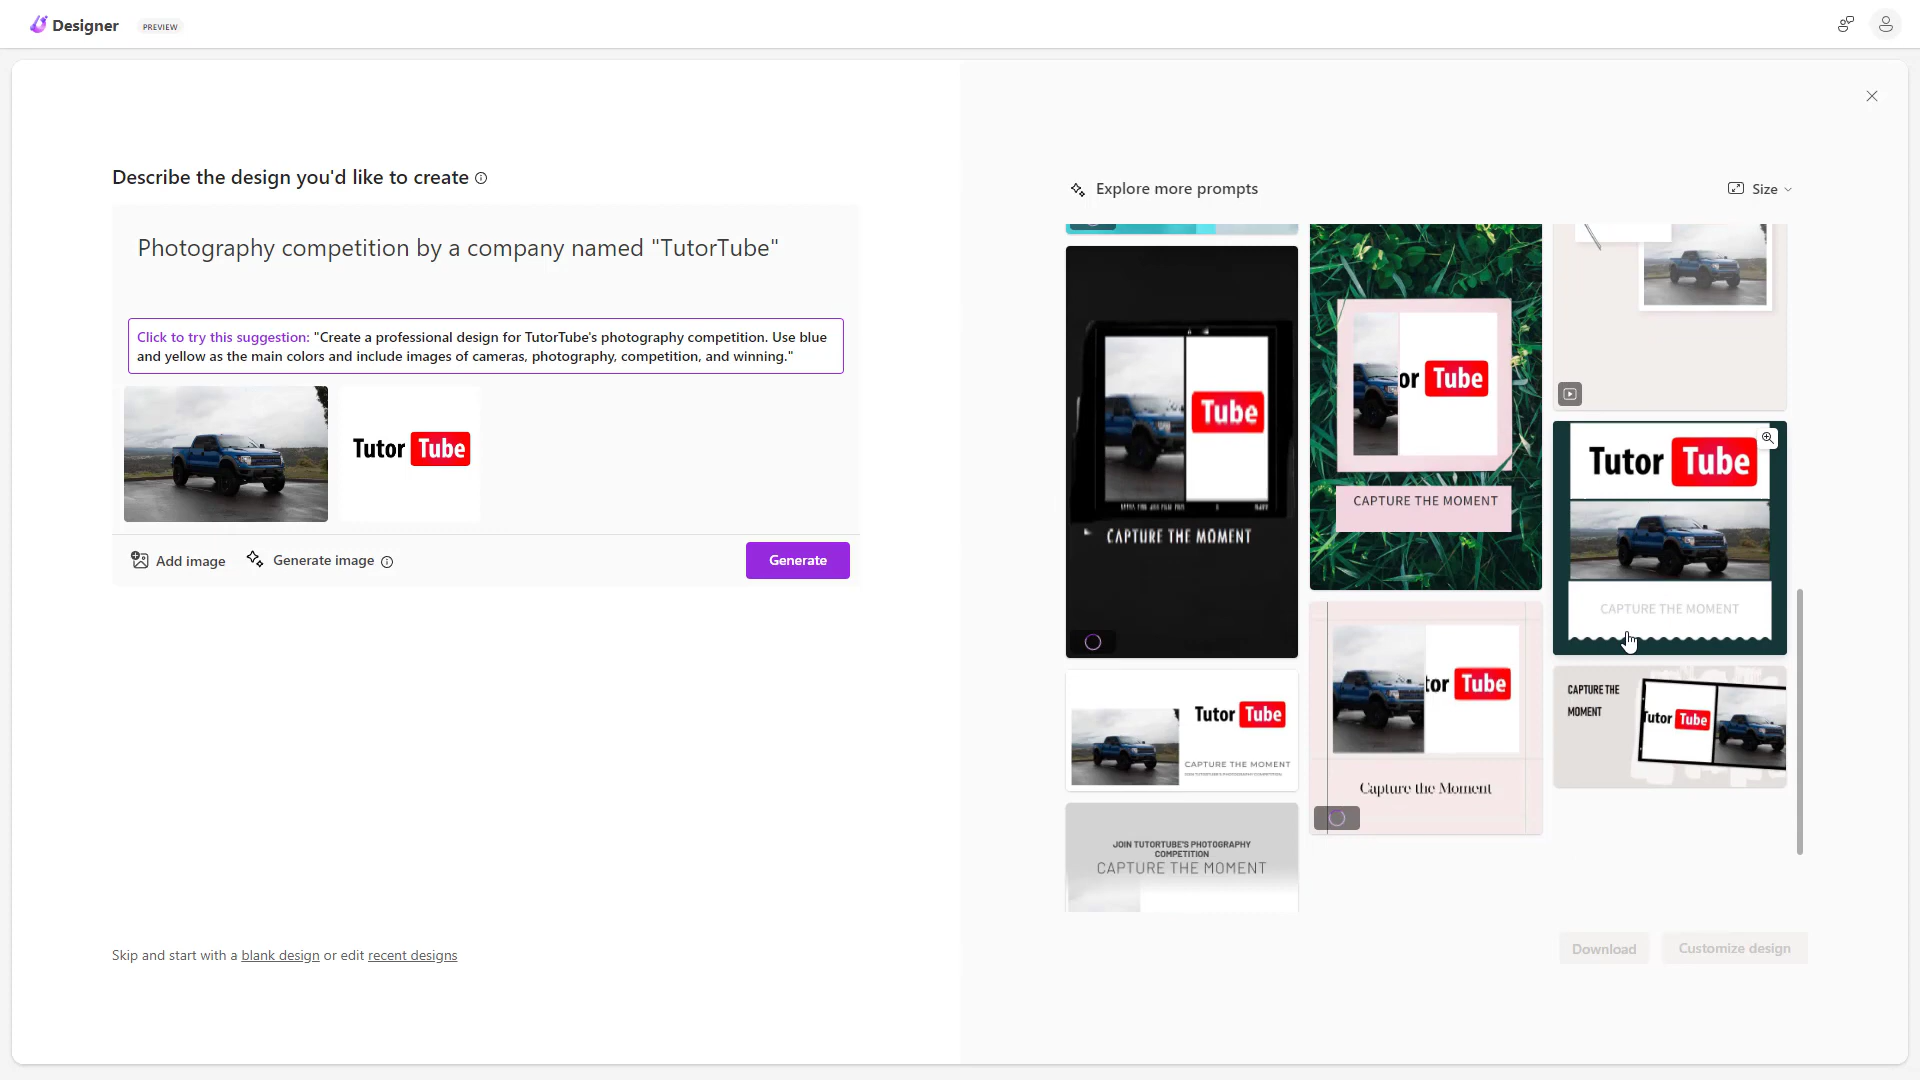 Designer PREVIEW
Describe the design you'd like to create
Photography competition by a company named "TutorTube"
Click to try this suggestion: "Create a professional design for TutorTube's photography competition. Use blue
and yellow as the main colors and include images of cameras, photography, competition, and winning."
Tutor Tube
Add image Generate image Generate
Skip and start with a blank design or edit recent designs
Explore more prompts Size
Tube
CAPTURE THE MOMENT
or Tube
CAPTURE THE MOMENT
Tutor Tube
CAPTURE THE MOMENT
Tutor Tube
CAPTURE THE MOMENT
tor Tube
Capture the Moment
CAPTURE THE
MOMENT
Tutor Tube
JOIN TUTORTUBE'S PHOTOGRAPHY
COMPETITION
CAPTURE THE MOMENT
Download Customize design